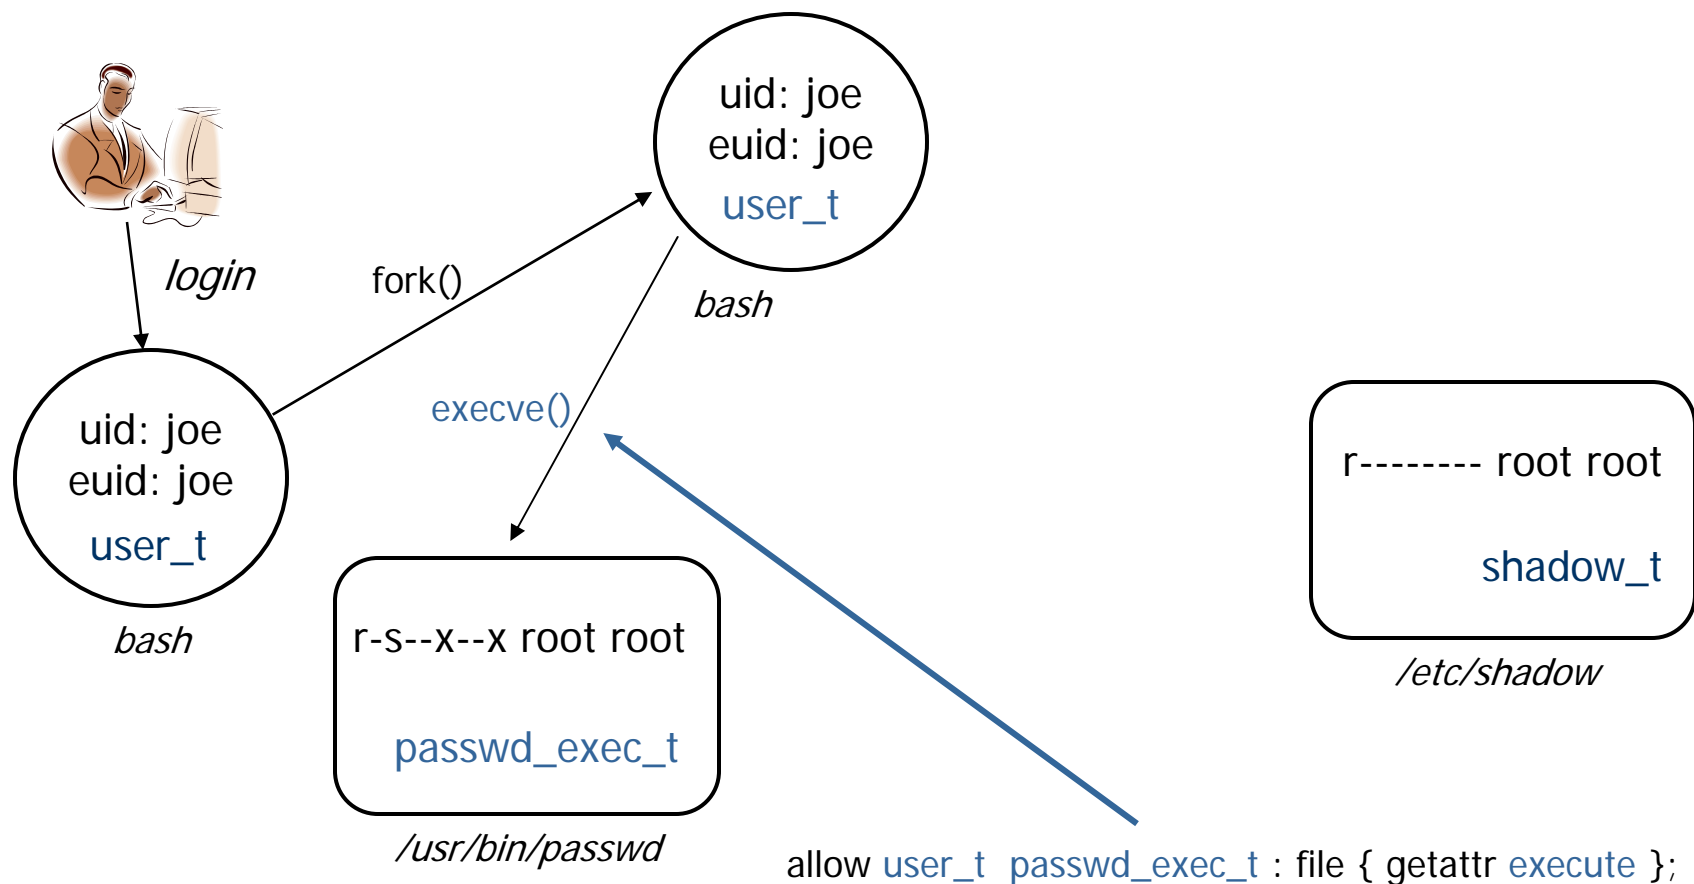 uid: joe
euid: joe
user_t
bash
login
fork()
execve()
uid: joe
euid: joe
user_t
bash
r-s--x--x root root
passwd_exec_t
/usr/bin/passwd
r-------- root root
shadow_t
/etc/shadow
allow user_t passwd_exec_t : file { getattr execute };